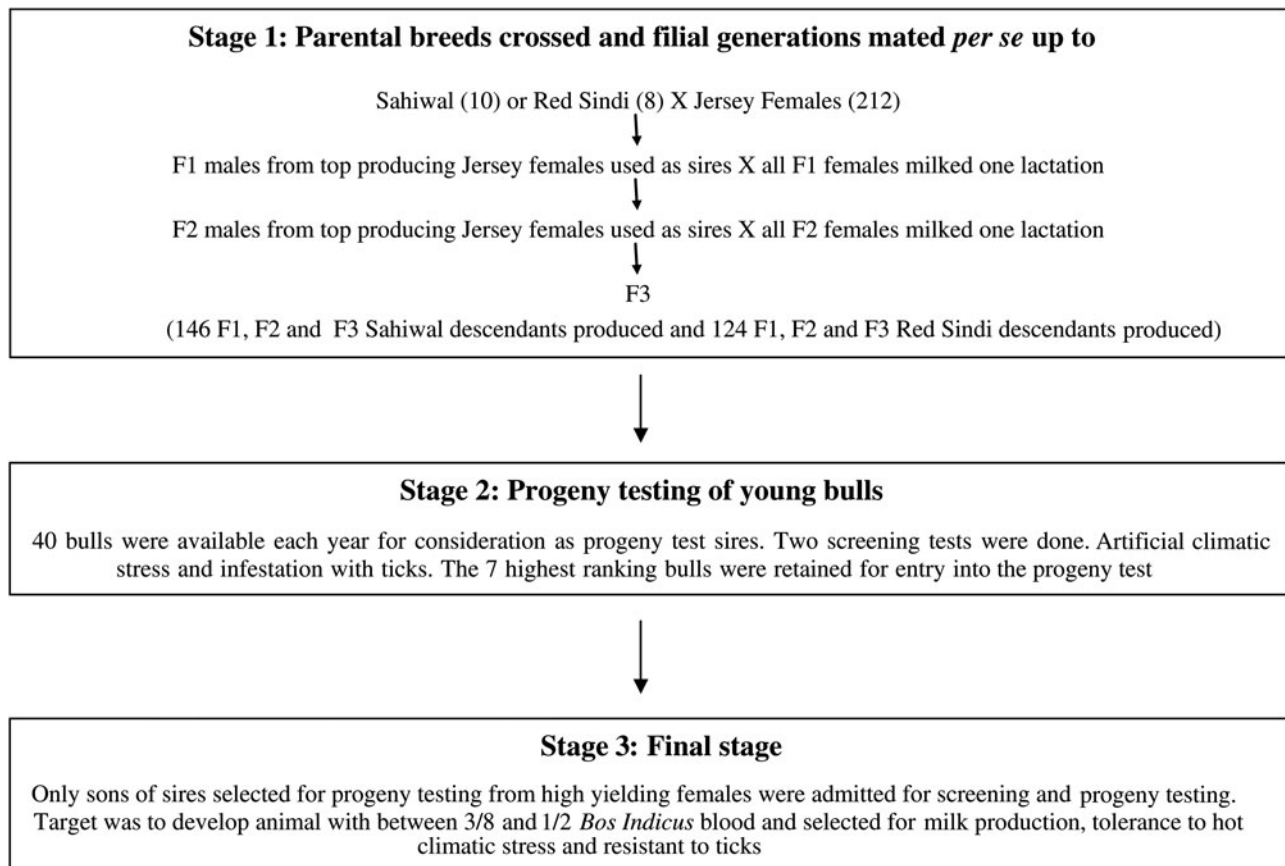 Stage 1: Parental breeds crossed and filial generations mated per se up to
Sahiwal (10) or Red Sindi (8) X Jersey Females (212)
F1 males from top producing Jersey females used as sires X all F1 females milked one lactation
F2 males from top producing Jersey females used as sires X all F2 females milked one lactation
F3
(146 F1, F2 and F3 Sahiwal descendants produced and 124 F1, F2 and F3 Red Sindi descendants produced)
Stage 2: Progeny testing of young bulls
40 bulls were available each year for consideration as progeny test sires. Two screening tests were done. Artificial climatic
stress and infestation with ticks. The 7 highest ranking bulls were retained for entry into the progeny test
Stage 3: Final stage
Only sons of sires selected for progeny testing from high yielding females were admitted for screening and progeny testing.
Target was to develop animal with between 3/8 and 1/2 Bos Indicus blood and selected for milk production, tolerance to hot
climatic stress and resistant to ticks